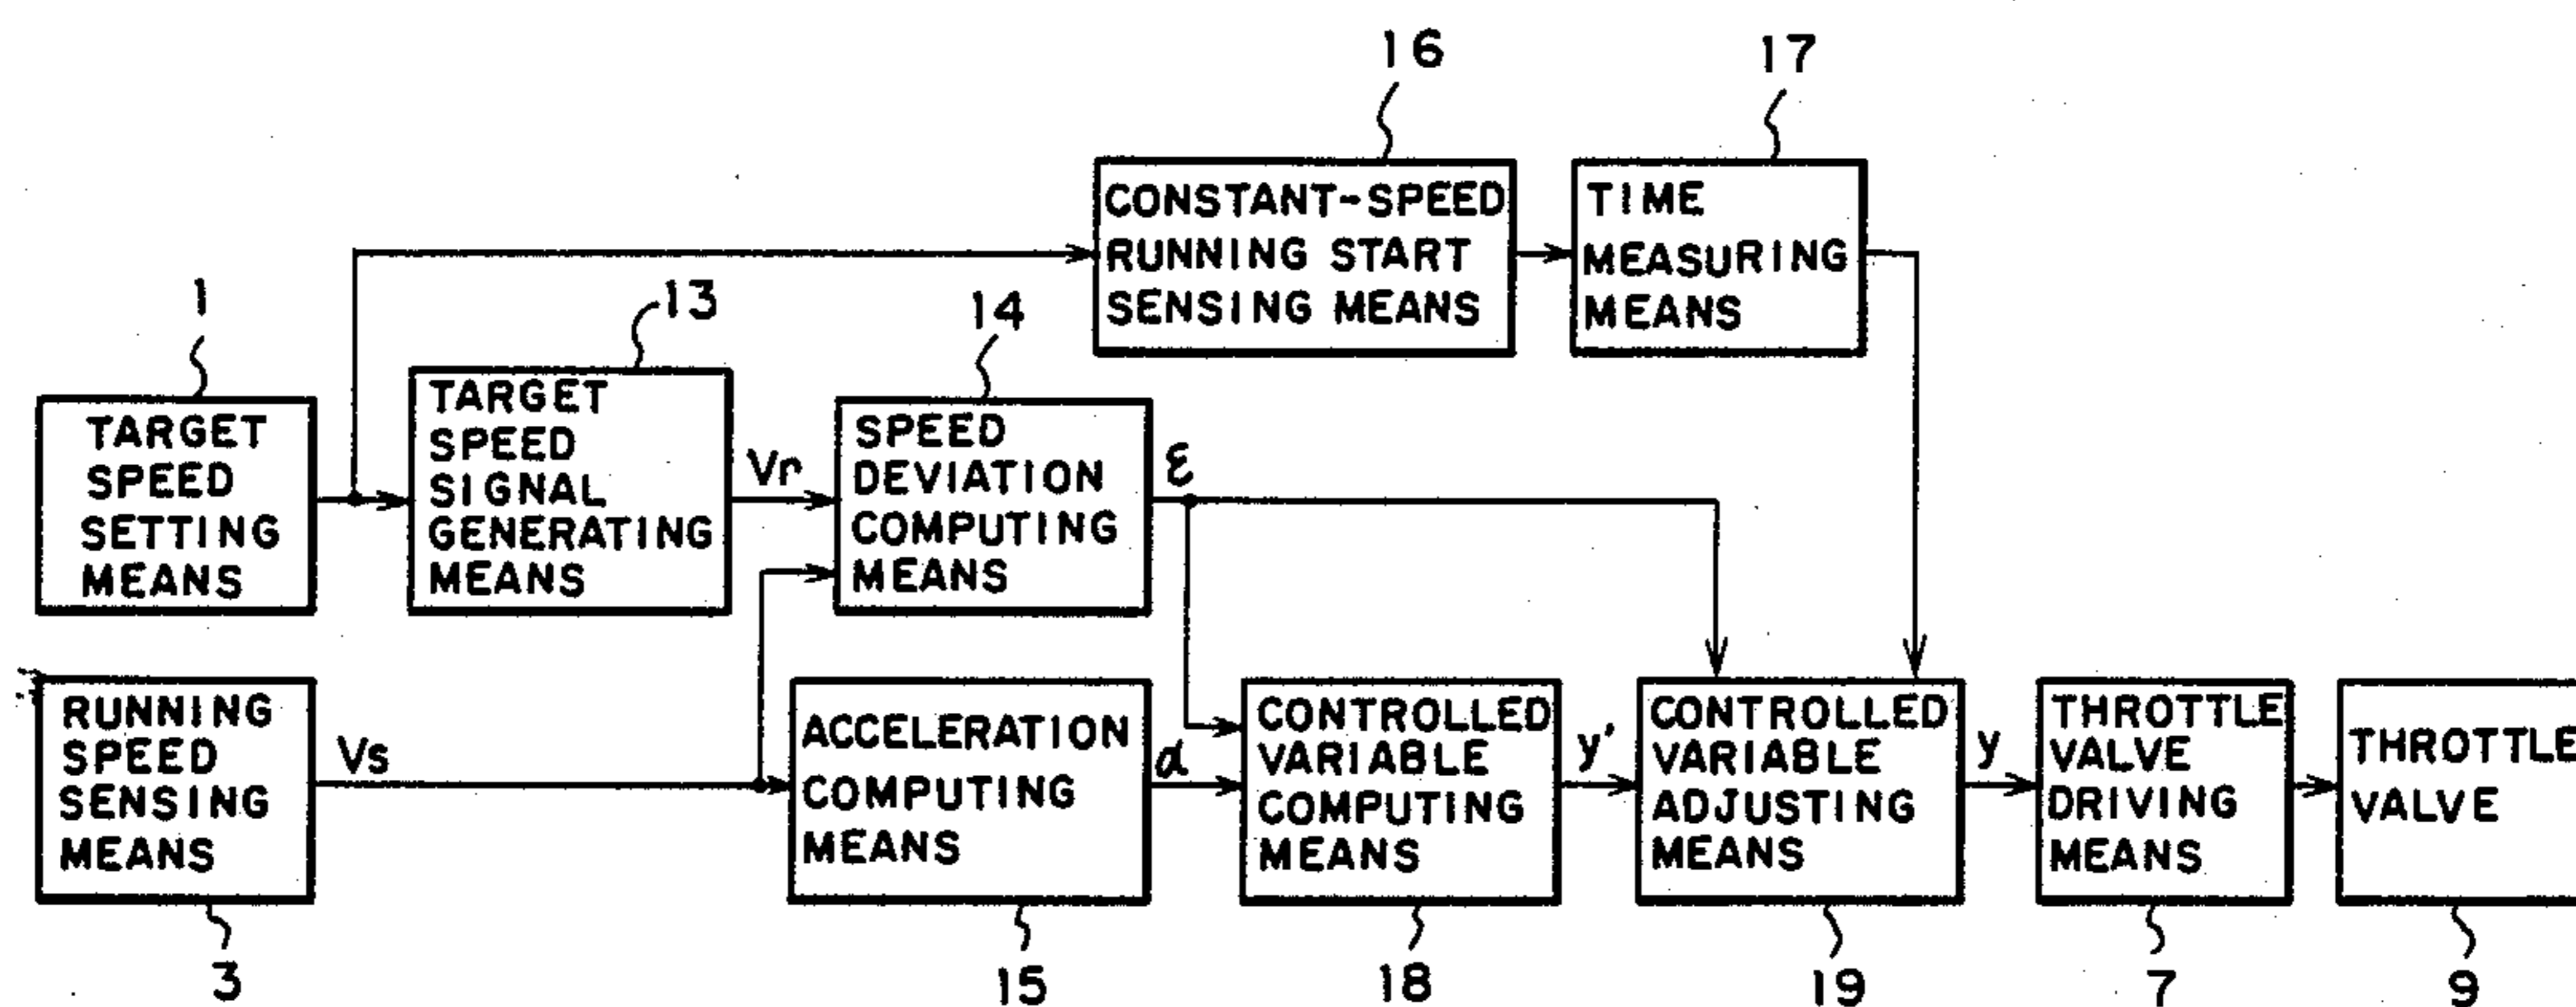 16
17
CONSTANT-SPEED
RUNNING START
SENSING MEANS
TIME
MEASURING
MEANS
1
13
14
TARGET
SPEED
SETTING
MEANS
TARGET
SPEED
SIGNAL
GENERATING
MEANS
Vr
SPEED
DEVIATION
COMPUTING
MEANS
ε
RUNNING
SPEED
SENSING
MEANS
Vs
ACCELERATION
COMPUTING
MEANS
α
CONTROLLED
VARIABLE
COMPUTING
MEANS
y'
CONTROLLED
VARIABLE
ADJUSTING
MEANS
y
THROTTLE
VALVE
DRIVING
MEANS
THROTTLE
VALVE
3
15
18
19
7
9